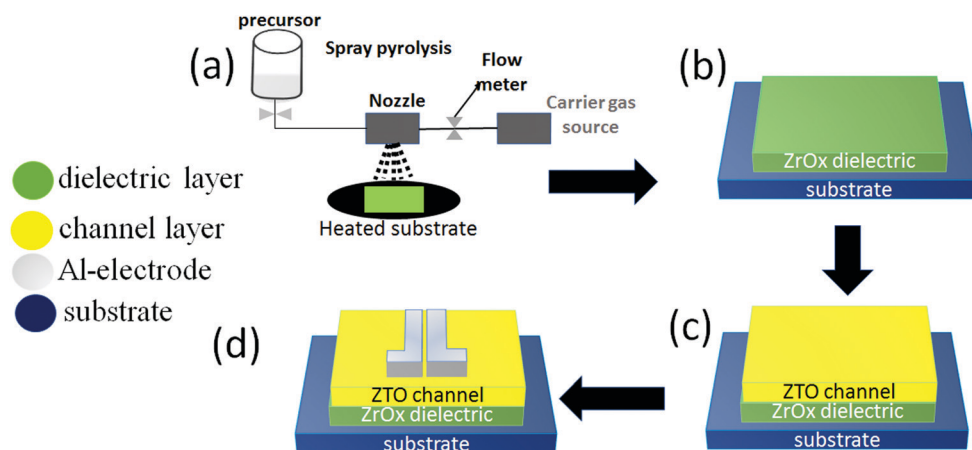 precursor
(a)
Spray pyrolysis
Flow
meter
Nozzle
Carrier gas
source
Heated substrate
(b)
ZrOx dielectric
substrate
dielectric layer
channel layer
Al-electrode
substrate
(c)
ZTO channel
ZrOx dielectric
substrate
(d)
ZTO channel
ZrOx dielectric
substrate